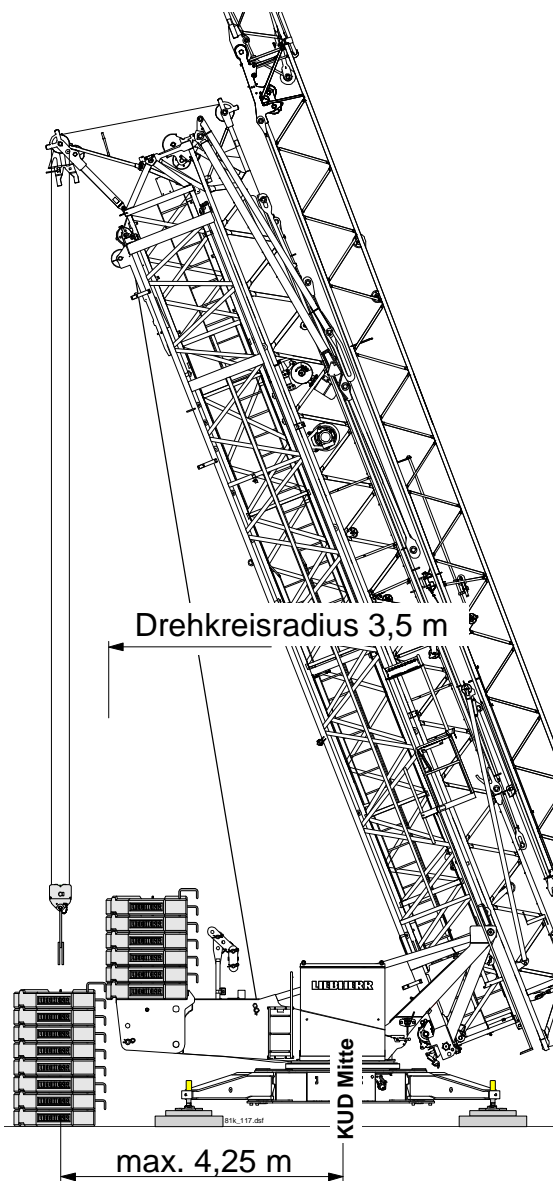 Drehkreisradius 3,5 m
LIEBHERR
KUD Mitte
81k_117.dsf
max. 4,25 m